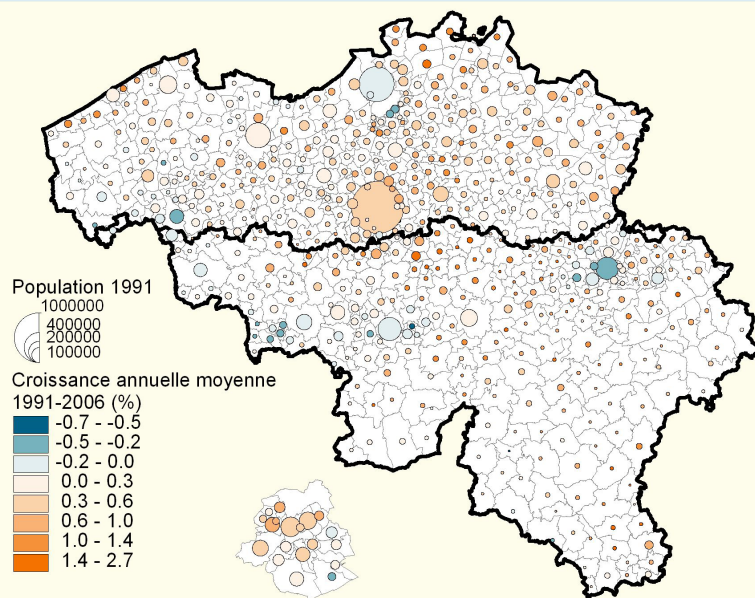 Population 1991
1000000
400000
200000
100000
Croissance annuelle moyenne
1991-2006 (%)
-0.7 - -0.5
-0.5 - -0.2
-0.2 - 0.0
0.0 - 0.3
0.3 - 0.6
0.6 - 1.0
1.0 - 1.4
1.4 - 2.7